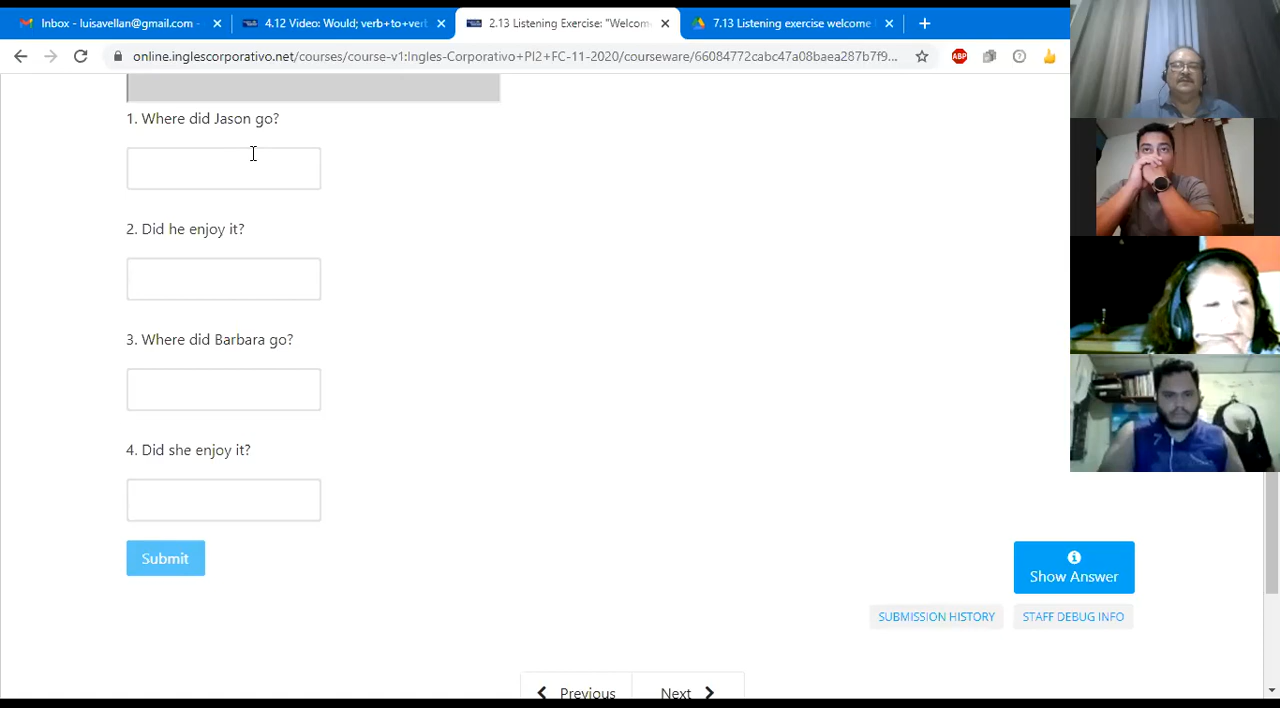 luisavellan@gmail.com -
4.12 Video: Would; verb+to+verb
2.13 Listening Exercise: "Welcom
7.13 Listening exercise welcome
online.inglescorporativo.net/courses/course-v1:Ingles-Corporativo+PI2+FC-11-2020/courseware/66084772cabc47a08baea287b7f9...
ABP
1. Where did Jason go?
2. Did he enjoy it?
3. Where did Barbara go?
4. Did she enjoy it?
Submit
Show Answer
SUBMISSION HISTORY
STAFF DEBUG INFO
Previous
Next